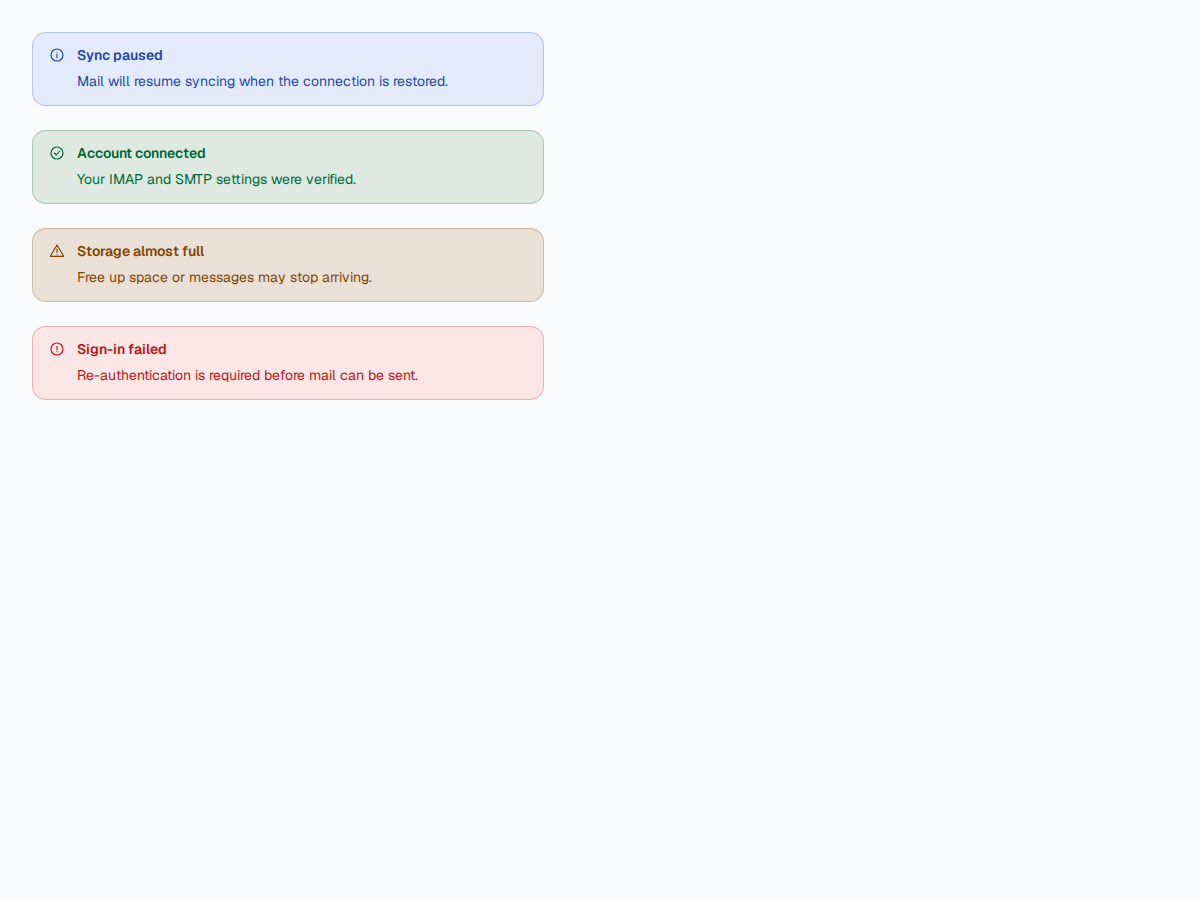 Sync paused
Mail will resume syncing when the connection is restored.
Account connected
Your IMAP and SMTP settings were verified.
Storage almost full
Free up space or messages may stop arriving.
Sign-in failed
Re-authentication is required before mail can be sent.